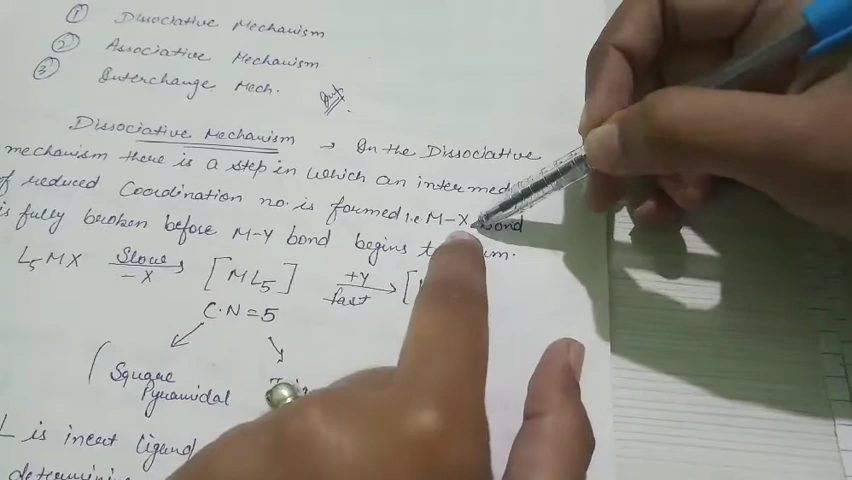 ① Dissociative Mechanism
② Associative Mechanism
③ Interchange Mech.
But
Dissociative Mechanism → In the Dissociative
mechanism there is a step in which an intermed
of reduced Coordination no. is formed i.e M-X bond
is fully broken before M-Y bond begins t
L₅MX Slow -X → [ML₅] +Y fast → [
C.N = 5
Square
Pyramidal
L is inert ligand